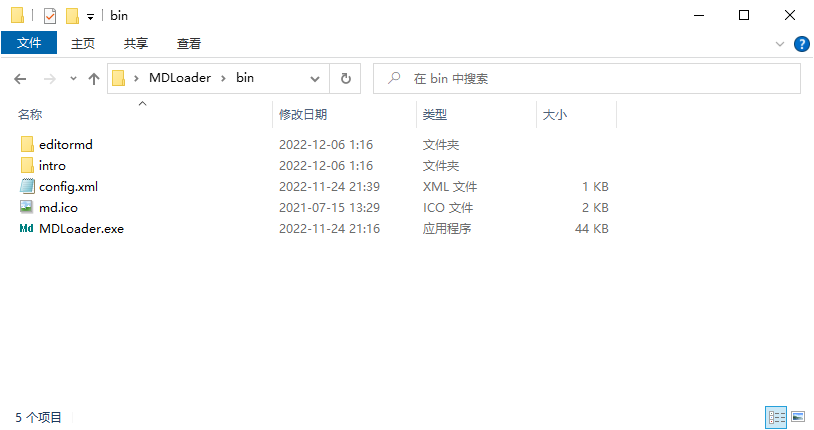 bin
文件 主页 共享 查看
MDLoader bin 在 bin 中搜索
名称 修改日期 类型 大小
editormd 2022-12-06 1:16 文件夹
intro 2022-12-06 1:16 文件夹
config.xml 2022-11-24 21:39 XML 文件 1 KB
md.ico 2021-07-15 13:29 ICO 文件 2 KB
Md MDLoader.exe 2022-11-24 21:16 应用程序 44 KB
5 个项目